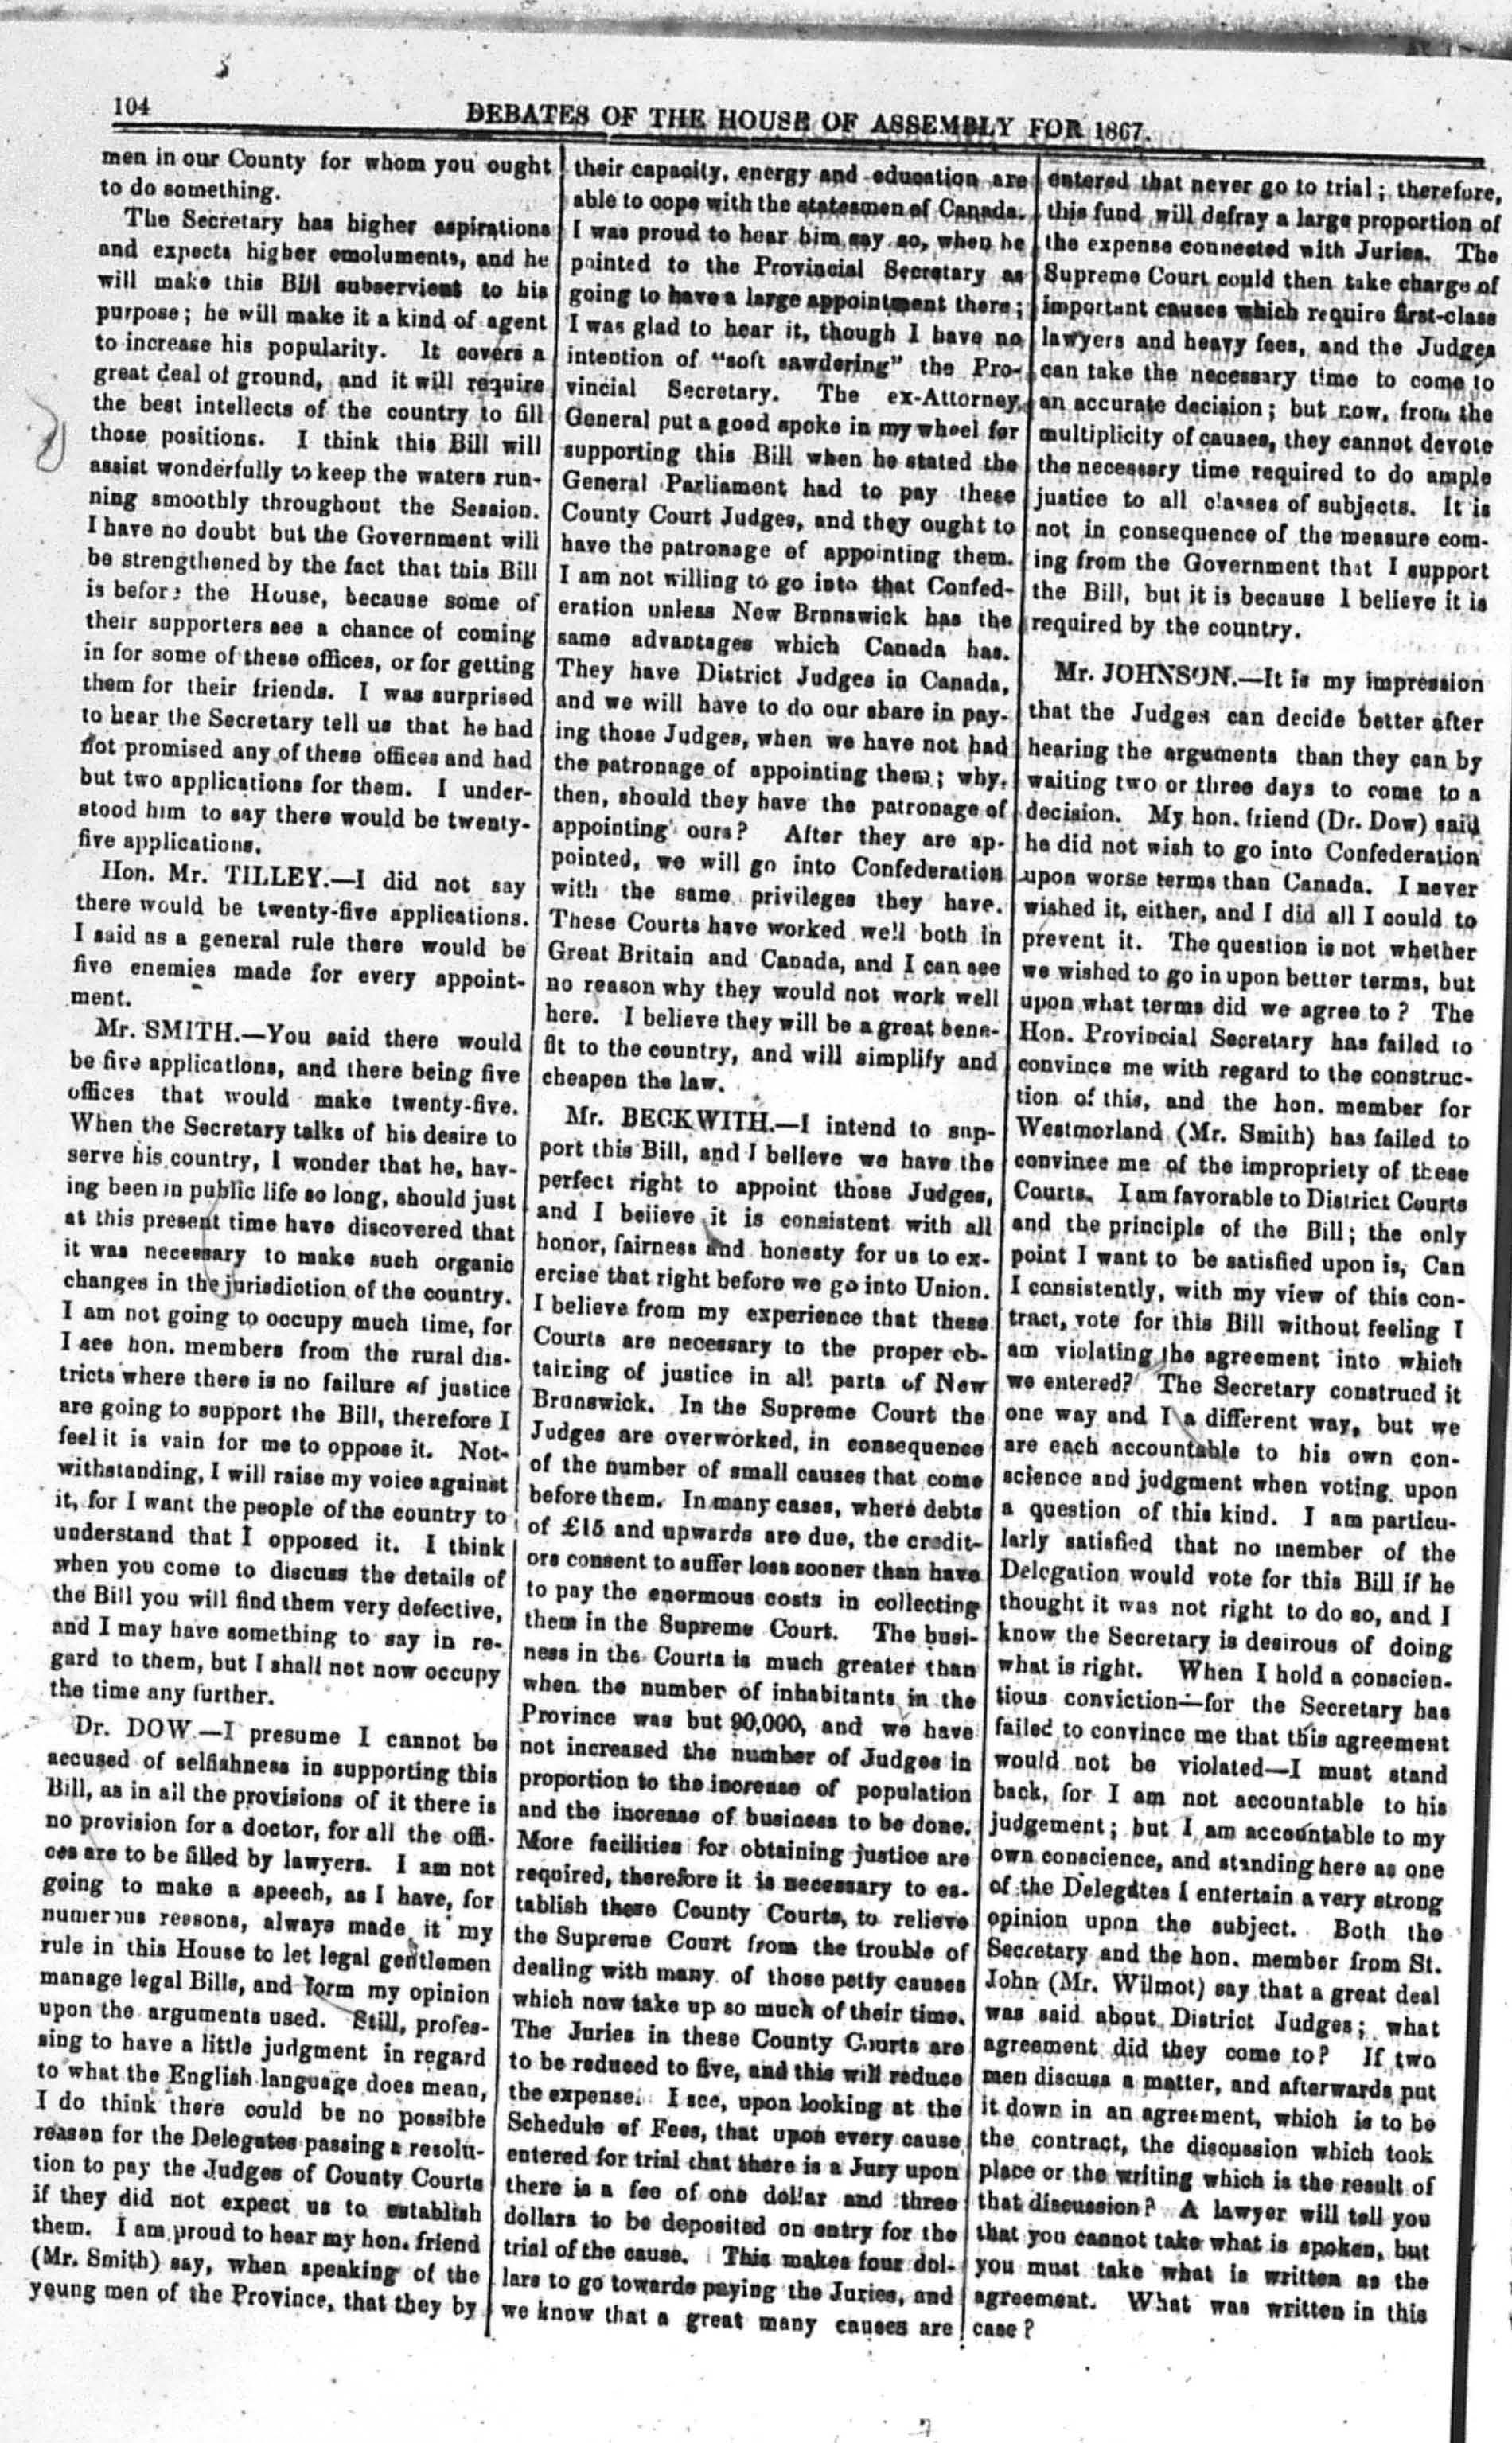 104
DEBATES OF THE HOUSE OF ASSEMBLY FOR 1867.
men in our County for whom you ought
to do something.
The Secretary has higher aspirations
and expects higher emoluments, and he
will make this Bill subservient to his
purpose; he will make it a kind of agent
to increase his popularity. It covers a
great deal of ground, and it will require
the best intellects of the country to fill
those positions. I think this Bill will
assist wonderfully to keep the waters run-
ning smoothly throughout the Session.
I have no doubt but the Government will
be strengthened by the fact that this Bill
is before the House, because some of
their supporters see a chance of coming
in for some of these offices, or for getting
them for their friends. I was surprised
to hear the Secretary tell us that he had
not promised any of these offices and had
but two applications for them. I under-
stood him to say there would be twenty-
five applications.
Hon. Mr. TILLEY.—I did not say
there would be twenty-five applications.
I said as a general rule there would be
five enemies made for every appoint-
ment.
Mr. SMITH.—You said there would
be five applications, and there being five
offices that would make twenty-five.
When the Secretary talks of his desire to
serve his country, I wonder that he, hav-
ing been in public life so long, should just
at this present time have discovered that
it was necessary to make such organic
changes in the jurisdiction of the country.
I am not going to occupy much time, for
I see hon. members from the rural dis-
tricts where there is no failure of justice
are going to support the Bill, therefore I
feel it is vain for me to oppose it. Not-
withstanding, I will raise my voice against
it, for I want the people of the country to
understand that I opposed it. I think
when you come to discuss the details of
the Bill you will find them very defective,
and I may have something to say in re-
gard to them, but I shall not now occupy
the time any further.
Dr. DOW.—I presume I cannot be
accused of selfishness in supporting this
Bill, as in all the provisions of it there is
no provision for a doctor, for all the offi-
ces are to be filled by lawyers. I am not
going to make a speech, as I have, for
numerous reasons, always made it my
rule in this House to let legal gentlemen
manage legal Bills, and form my opinion
upon the arguments used. Still, profes-
sing to have a little judgment in regard
to what the English language does mean,
I do think there could be no possible
reason for the Delegates passing a resolu-
tion to pay the Judges of County Courts
if they did not expect us to establish
them. I am proud to hear my hon. friend
(Mr. Smith) say, when speaking of the
young men of the Province, that they by
their capacity, energy and education are
able to cope with the statesmen of Canada.
I was proud to hear him say so, when he
pointed to the Provincial Secretary as
going to have a large appointment there;
I was glad to hear it, though I have no
intention of "soft sawdering" the Pro-
vincial Secretary. The ex-Attorney
General put a good spoke in my wheel for
supporting this Bill when he stated the
General Parliament had to pay these
County Court Judges, and they ought to
have the patronage of appointing them.
I am not willing to go into that Confed-
eration unless New Brunswick has the
same advantages which Canada has.
They have District Judges in Canada,
and we will have to do our share in pay-
ing those Judges, when we have not had
the patronage of appointing them; why,
then, should they have the patronage of
appointing ours? After they are ap-
pointed, we will go into Confederation
with the same privileges they have.
These Courts have worked well both in
Great Britain and Canada, and I can see
no reason why they would not work well
here. I believe they will be a great bene-
fit to the country, and will simplify and
cheapen the law.
Mr. BECKWITH.—I intend to sup-
port this Bill, and I believe we have the
perfect right to appoint those Judges,
and I believe it is consistent with all
honor, fairness and honesty for us to ex-
ercise that right before we go into Union.
I believe from my experience that these
Courts are necessary to the proper ob-
taining of justice in all parts of New
Brunswick. In the Supreme Court the
Judges are overworked, in consequence
of the number of small causes that come
before them. In many cases, where debts
of £15 and upwards are due, the credit-
ors consent to suffer loss sooner than have
to pay the enormous costs in collecting
them in the Supreme Court. The busi-
ness in the Courts is much greater than
when the number of inhabitants in the
Province was but 90,000, and we have
not increased the number of Judges in
proportion to the increase of population
and the increase of business to be done.
More facilities for obtaining justice are
required, therefore it is necessary to es-
tablish these County Courts, to relieve
the Supreme Court from the trouble of
dealing with many of those petty causes
which now take up so much of their time.
The Juries in these County Courts are
to be reduced to five, and this will reduce
the expense. I see, upon looking at the
Schedule of Fees, that upon every cause
entered for trial that there is a Jury upon
there is a fee of one dollar and three
dollars to be deposited on entry for the
trial of the cause. This makes four dol-
lars to go towards paying the Juries, and
we know that a great many causes are
entered that never go to trial; therefore,
this fund will defray a large proportion of
the expense connected with Juries. The
Supreme Court could then take charge of
important causes which require first-class
lawyers and heavy fees, and the Judges
can take the necessary time to come to
an accurate decision; but now, from the
multiplicity of causes, they cannot devote
the necessary time required to do ample
justice to all classes of subjects. It is
not in consequence of the measure com-
ing from the Government that I support
the Bill, but it is because I believe it is
required by the country.
Mr. JOHNSON.—It is my impression
that the Judges can decide better after
hearing the arguments than they can by
waiting two or three days to come to a
decision. My hon. friend (Dr. Dow) said
he did not wish to go into Confederation
upon worse terms than Canada. I never
wished it, either, and I did all I could to
prevent it. The question is not whether
we wished to go in upon better terms, but
upon what terms did we agree to? The
Hon. Provincial Secretary has failed to
convince me with regard to the construc-
tion of this, and the hon. member for
Westmorland (Mr. Smith) has failed to
convince me of the impropriety of these
Courts. I am favorable to District Courts
and the principle of the Bill; the only
point I want to be satisfied upon is, Can
I consistently, with my view of this con-
tract, vote for this Bill without feeling I
am violating the agreement into which
we entered? The Secretary construed it
one way and I a different way, but we
are each accountable to his own con-
science and judgment when voting upon
a question of this kind. I am particu-
larly satisfied that no member of the
Delegation would vote for this Bill if he
thought it was not right to do so, and I
know the Secretary is desirous of doing
what is right. When I hold a conscien-
tious conviction—for the Secretary has
failed to convince me that this agreement
would not be violated—I must stand
back, for I am not accountable to his
judgement; but I am accountable to my
own conscience, and standing here as one
of the Delegates I entertain a very strong
opinion upon the subject. Both the
Secretary and the hon. member from St.
John (Mr. Wilmot) say that a great deal
was said about District Judges; what
agreement did they come to? If two
men discuss a matter, and afterwards put
it down in an agreement, which is to be
the contract, the discussion which took
place or the writing which is the result of
that discussion? A lawyer will tell you
that you cannot take what is spoken, but
you must take what is written as the
agreement. What was written in this
case?